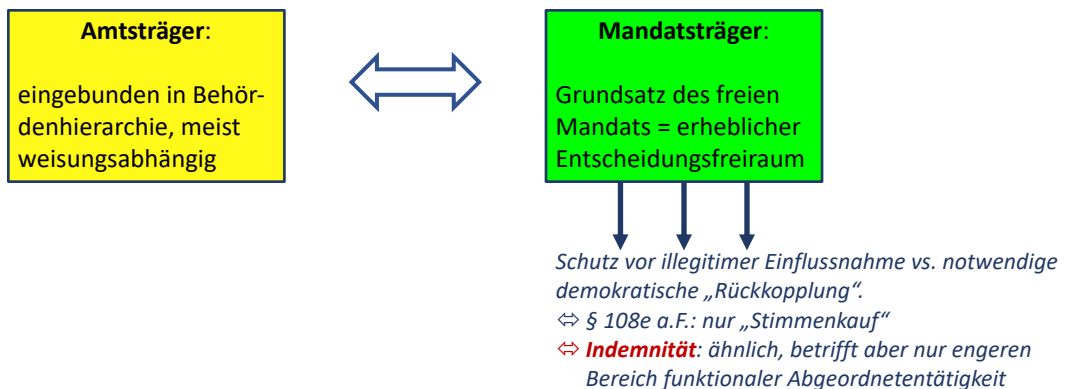 Amtsträger:
eingebunden in Behör-
denhierarchie, meist
weisungsabhängig
Mandatsträger:
Grundsatz des freien
Mandats = erheblicher
Entscheidungsfreiraum
Schutz vor illegitimer Einflussnahme vs. notwendige
demokratische „Rückkopplung“.
⇔ § 108e a.F.: nur „Stimmenkauf“
⇔ Indemnität: ähnlich, betrifft aber nur engeren
Bereich funktionaler Abgeordnetentätigkeit